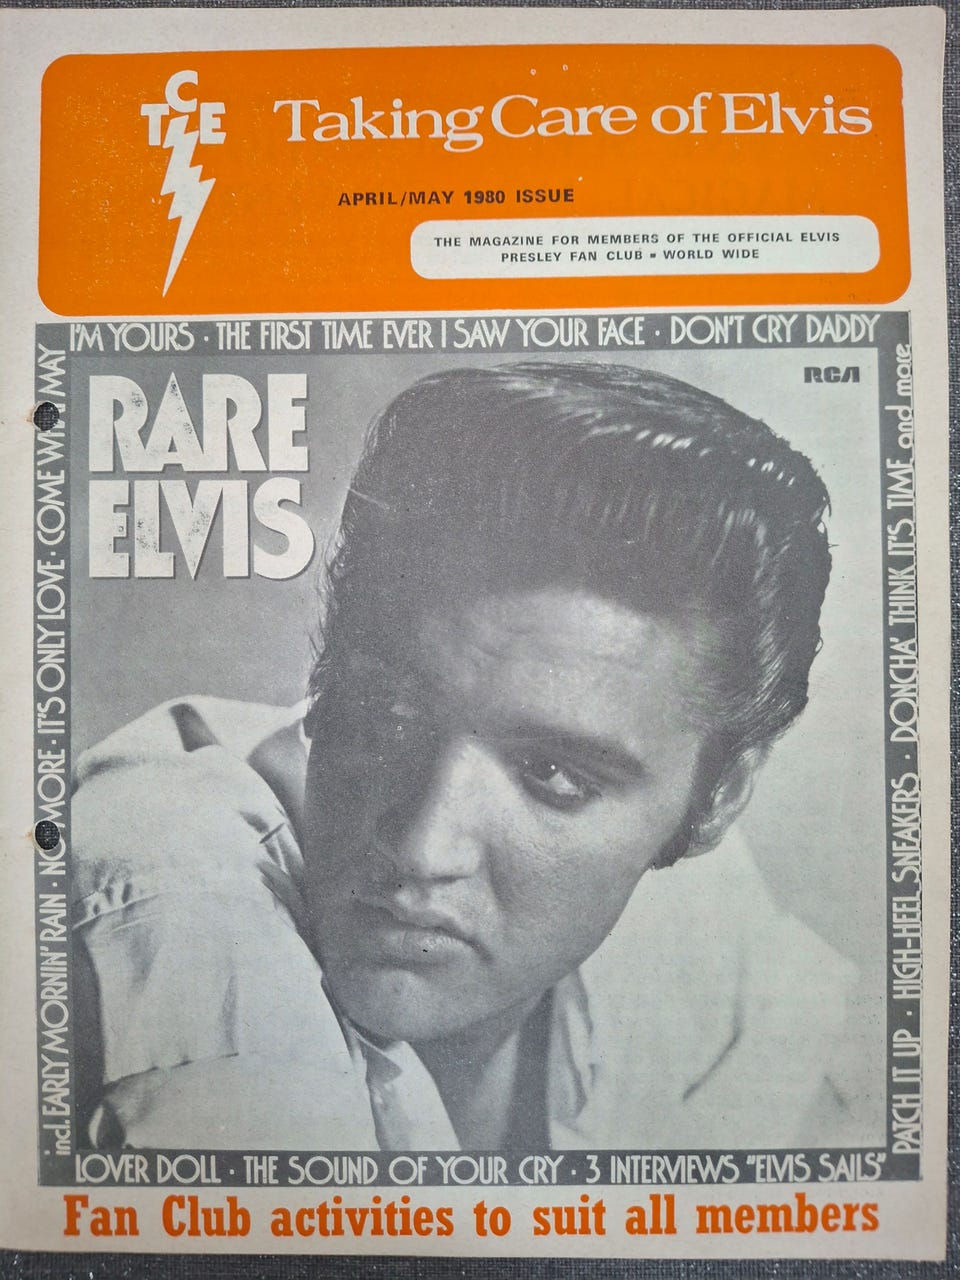 TCE
Taking Care of Elvis
APRIL/MAY 1980 ISSUE
THE MAGAZINE FOR MEMBERS OF THE OFFICIAL ELVIS
PRESLEY FAN CLUB ▪ WORLD WIDE
I'M YOURS · THE FIRST TIME EVER I SAW YOUR FACE · DON'T CRY DADDY
RCA
RARE
ELVIS
incl. EARLY MORNIN' RAIN · NO MORE · IT'S ONLY LOVE · COME WHAT MAY
PATCH IT UP · HIGH-HEEL SNEAKERS · DONCHA' THINK IT'S TIME and more
LOVER DOLL · THE SOUND OF YOUR CRY · 3 INTERVIEWS "ELVIS SAILS"
Fan Club activities to suit all members